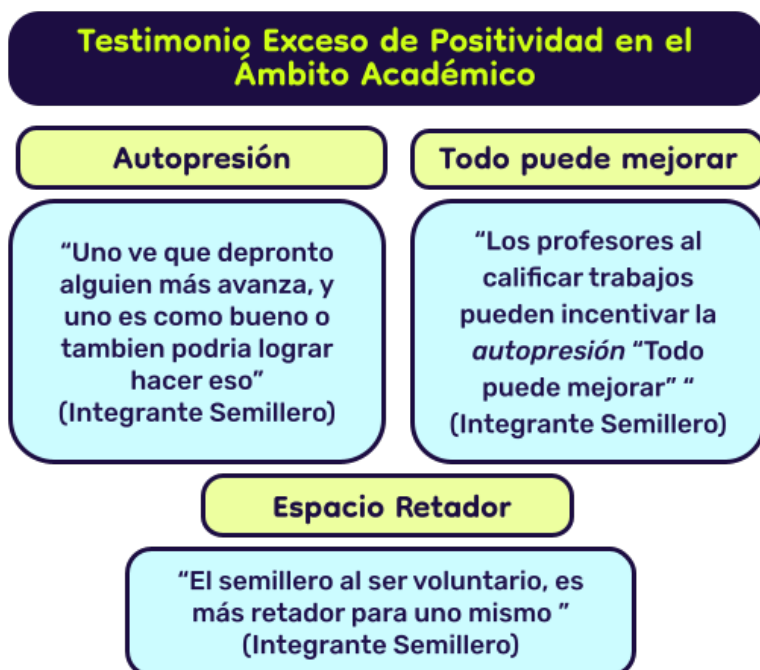 Testimonio Exceso de Positividad en el
Ámbito Académico
Autopresión
“Uno ve que depronto
alguien más avanza, y
uno es como bueno o
tambien podria lograr
hacer eso”
(Integrante Semillero)
Todo puede mejorar
“Los profesores al
calificar trabajos
pueden incentivar la
autopresión “Todo
puede mejorar” “
(Integrante Semillero)
Espacio Retador
“El semillero al ser voluntario, es
más retador para uno mismo ”
(Integrante Semillero)